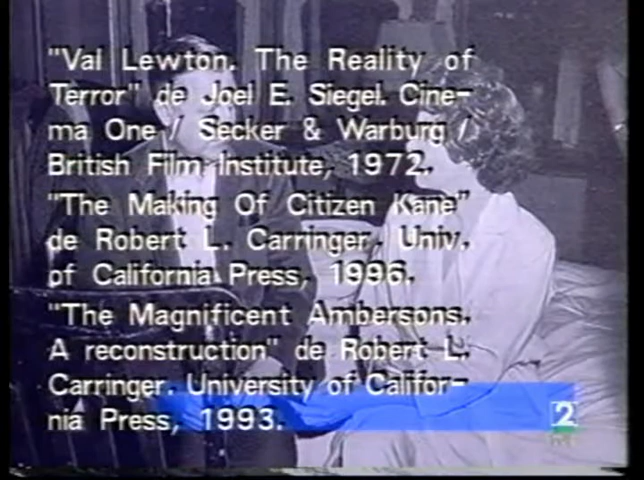 "Val Lewton. The Reality of
Terror" de Joel E. Siegel. Cine-
ma One / Secker & Warburg /
British Film Institute, 1972.
"The Making Of Citizen Kane"
de Robert L. Carringer. Univ.
of California Press, 1996.
"The Magnificent Ambersons.
A reconstruction" de Robert L.
Carringer. University of Califor-
nia Press, 1993.
2